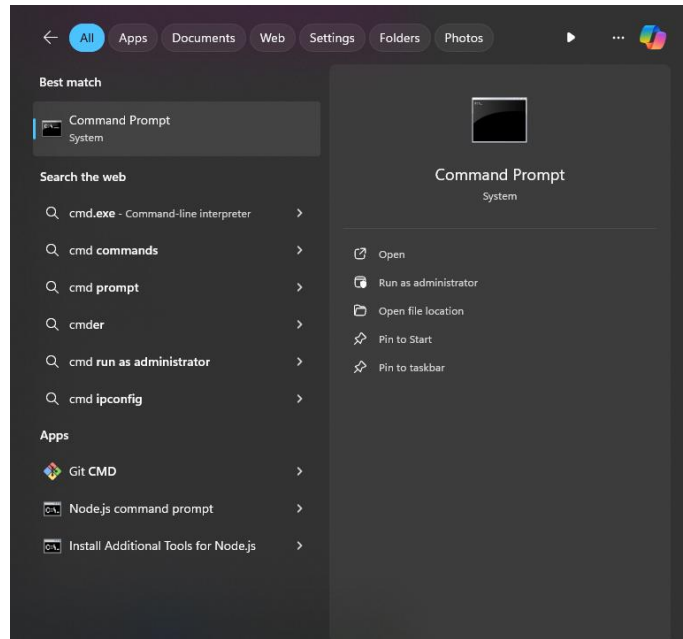 All Apps Documents Web Settings Folders Photos ...
Best match
Command Prompt
System
Search the web
cmd.exe - Command-line interpreter
cmd commands
cmd prompt
cmder
cmd run as administrator
cmd ipconfig
Apps
Git CMD
Node.js command prompt
Install Additional Tools for Node.js
Command Prompt
System
Open
Run as administrator
Open file location
Pin to Start
Pin to taskbar